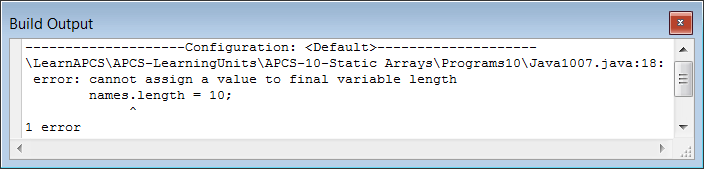 Build Output
x
--------------------Configuration: <Default>--------------------
\LearnAPCS\APCS-LearningUnits\APCS-10-Static Arrays\Programs10\Java1007.java:18:
error: cannot assign a value to final variable length
names.length = 10;
^
1 error